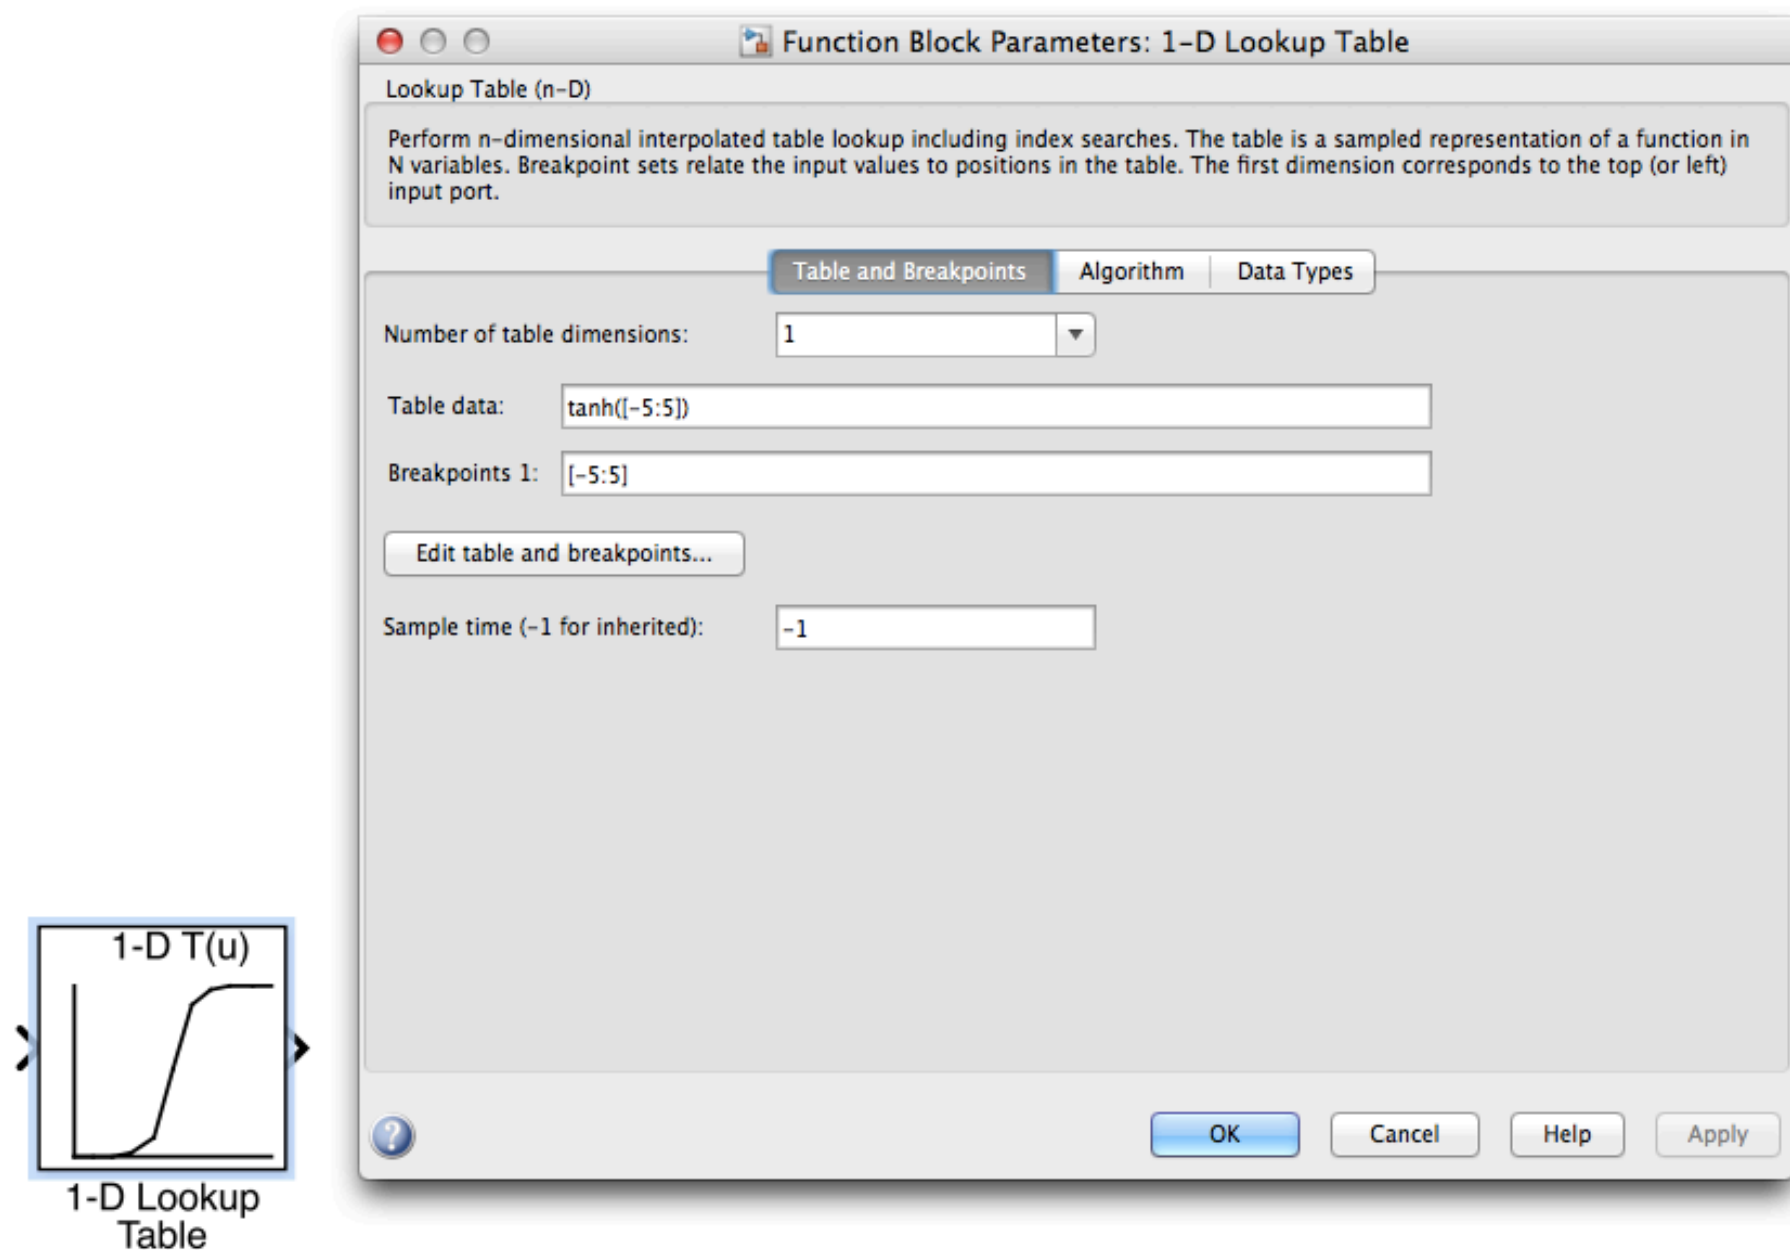 Function Block Parameters: 1-D Lookup Table
Lookup Table (n-D)
Perform n-dimensional interpolated table lookup including index searches. The table is a sampled representation of a function in
N variables. Breakpoint sets relate the input values to positions in the table. The first dimension corresponds to the top (or left)
input port.
Table and Breakpoints Algorithm Data Types
Number of table dimensions: 1
Table data: tanh([-5:5])
Breakpoints 1: [-5:5]
Edit table and breakpoints...
Sample time (-1 for inherited): -1
1-D T(u)
1-D Lookup
Table
? OK Cancel Help Apply